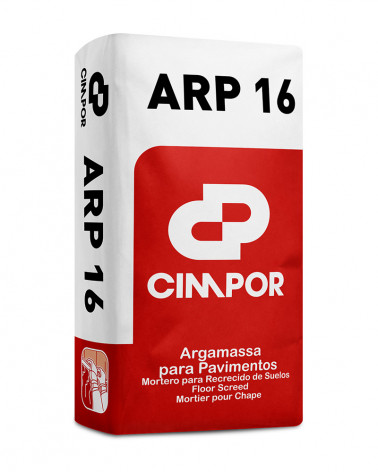 ARP 16
CIMPOR
Argamassa
para Pavimentos
Mortero para Recrecido de Suelos
Floor Screed
Mortier pour Chape
CIMPOR
ARP 16